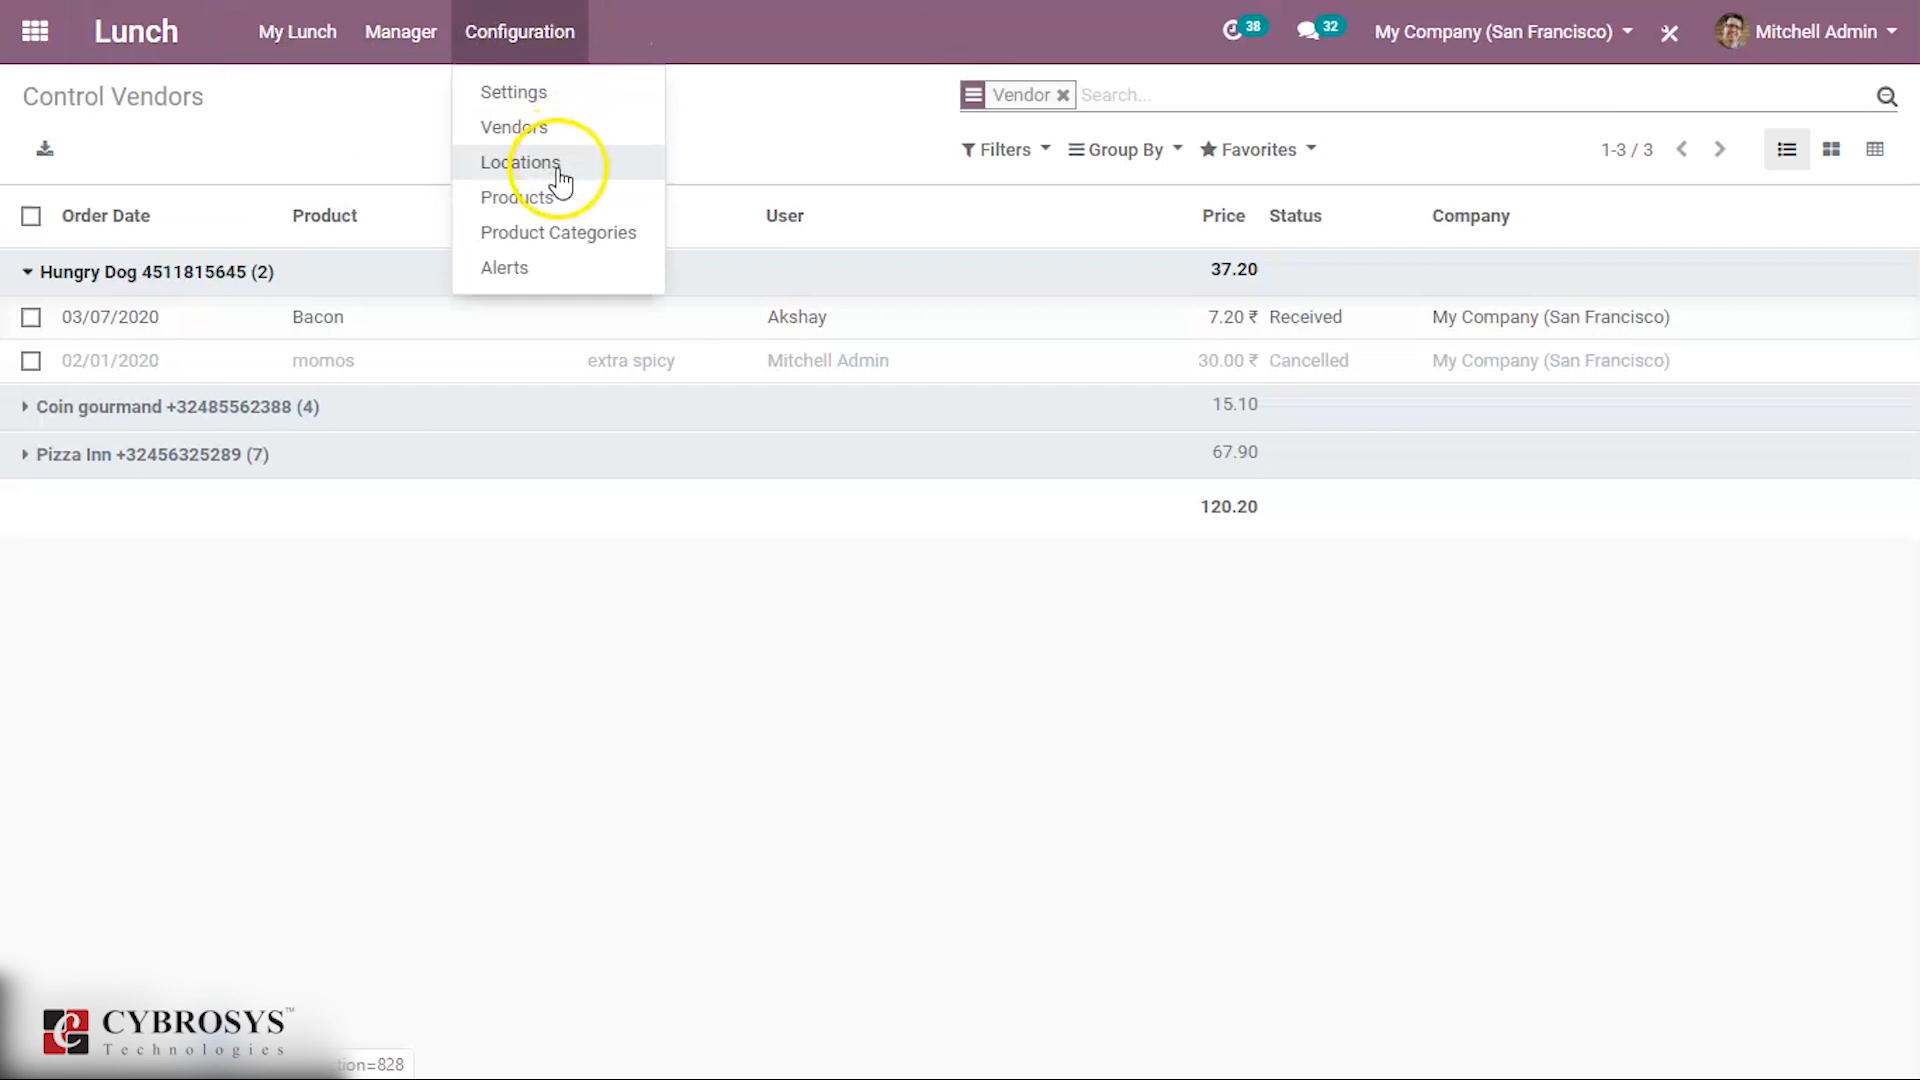 Lunch My Lunch Manager Configuration 38 32 My Company (San Francisco) Mitchell Admin
Control Vendors
Vendor Search...
Filters Group By Favorites 1-3 / 3
Settings
Vendors
Locations
Products
Product Categories
Alerts
Order Date Product User Price Status Company
Hungry Dog 4511815645 (2) 37.20
03/07/2020 Bacon Akshay 7.20 ₹ Received My Company (San Francisco)
02/01/2020 momos extra spicy Mitchell Admin 30.00 ₹ Cancelled My Company (San Francisco)
Coin gourmand +32485562388 (4) 15.10
Pizza Inn +32456325289 (7) 67.90
120.20
CYBROSYS™
Technologies
tion=828